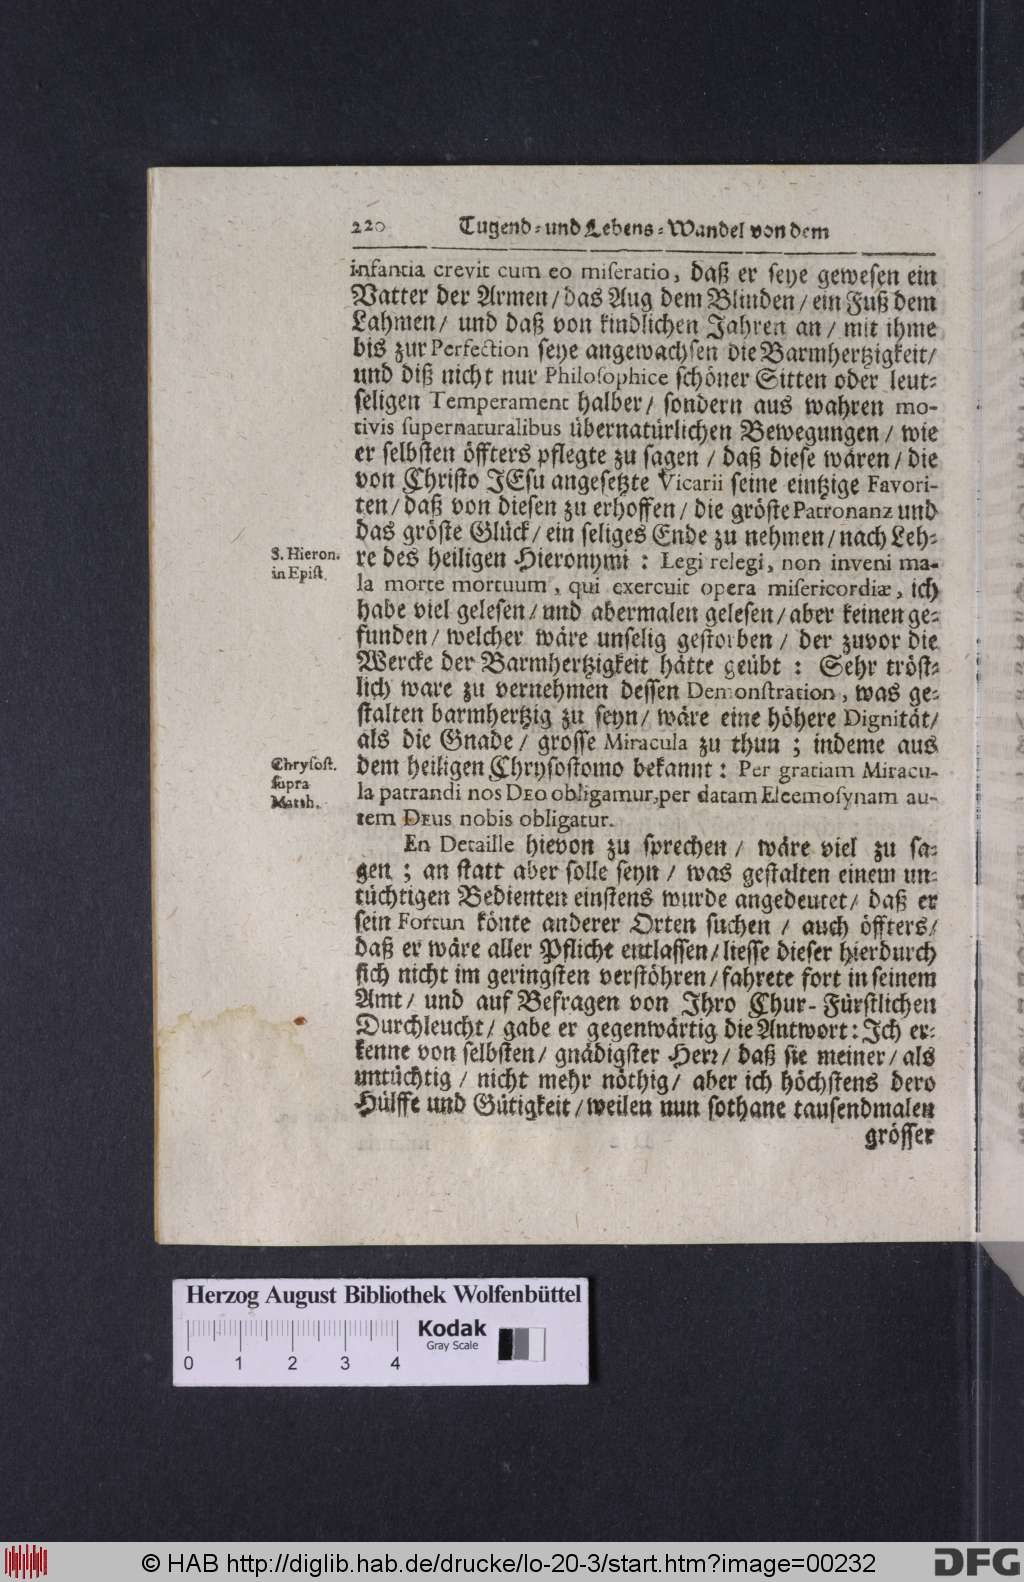 220 Tugend- und Lebens-Wandel von dem
infantia crevit cum eo miseratio, daß er seye gewesen ein
Vatter der Armen / das Aug dem Blinden / ein Fuß dem
Lahmen / und daß von kindlichen Jahren an / mit ihme
bis zur Perfection seye angewachsen die Barmhertzigkeit /
und diß nicht nur Philosophice schöner Sitten oder leut-
seligen Temperament halber / sondern aus wahren mo-
tivis supernaturalibus übernatürlichen Bewegungen / wie
er selbsten öffters pflegte zu sagen / daß diese wären / die
von Christo JEsu angesetzte Vicarii seine eintzige Favori-
ten / daß von diesen zu erhoffen / die gröste Patronanz und
das gröste Glück / ein seliges Ende zu nehmen / nach Leh-
S. Hieron. in Epist.
re des heiligen Hieronymi : Legi relegi, non inveni ma-
la morte mortuum, qui exercuit opera misericordiæ, ich
habe viel gelesen / und abermalen gelesen / aber keinen ge-
funden / welcher wäre unselig gestorben / der zuvor die
Wercke der Barmhertzigkeit hätte geübt : Sehr tröst-
lich ware zu vernehmen dessen Demonstration, was ge-
stalten barmhertzig zu seyn / wäre eine höhere Dignität /
als die Gnade / grosse Miracula zu thun ; indeme aus
Chrysost. supra Matth.
dem heiligen Chrysostomo bekannt : Per gratiam Miracu-
la patrandi nos DEO obligamur, per datam Eleemosynam au-
tem DEUS nobis obligatur.
En Detaille hievon zu sprechen / wäre viel zu sa-
gen ; an statt aber solle seyn / was gestalten einem un-
tüchtigen Bedienten einstens wurde angedeutet / daß er
sein Fortun könte anderer Orten suchen / auch öffters /
daß er wäre aller Pflicht entlassen / liesse dieser hierdurch
sich nicht im geringsten verstöhren / fahrete fort in seinem
Amt / und auf Befragen von Ihro Chur-Fürstlichen
Durchleucht / gabe er gegenwärtig die Antwort : Ich er-
kenne von selbsten / gnädigster Herr / daß sie meiner / als
untüchtig / nicht mehr nöthig / aber ich höchstens dero
Hülffe und Gütigkeit / weilen nun sothane tausendmalen
grösser
Herzog August Bibliothek Wolfenbüttel
Kodak
Gray Scale
0 1 2 3 4
© HAB http://diglib.hab.de/drucke/lo-20-3/start.htm?image=00232
DFG